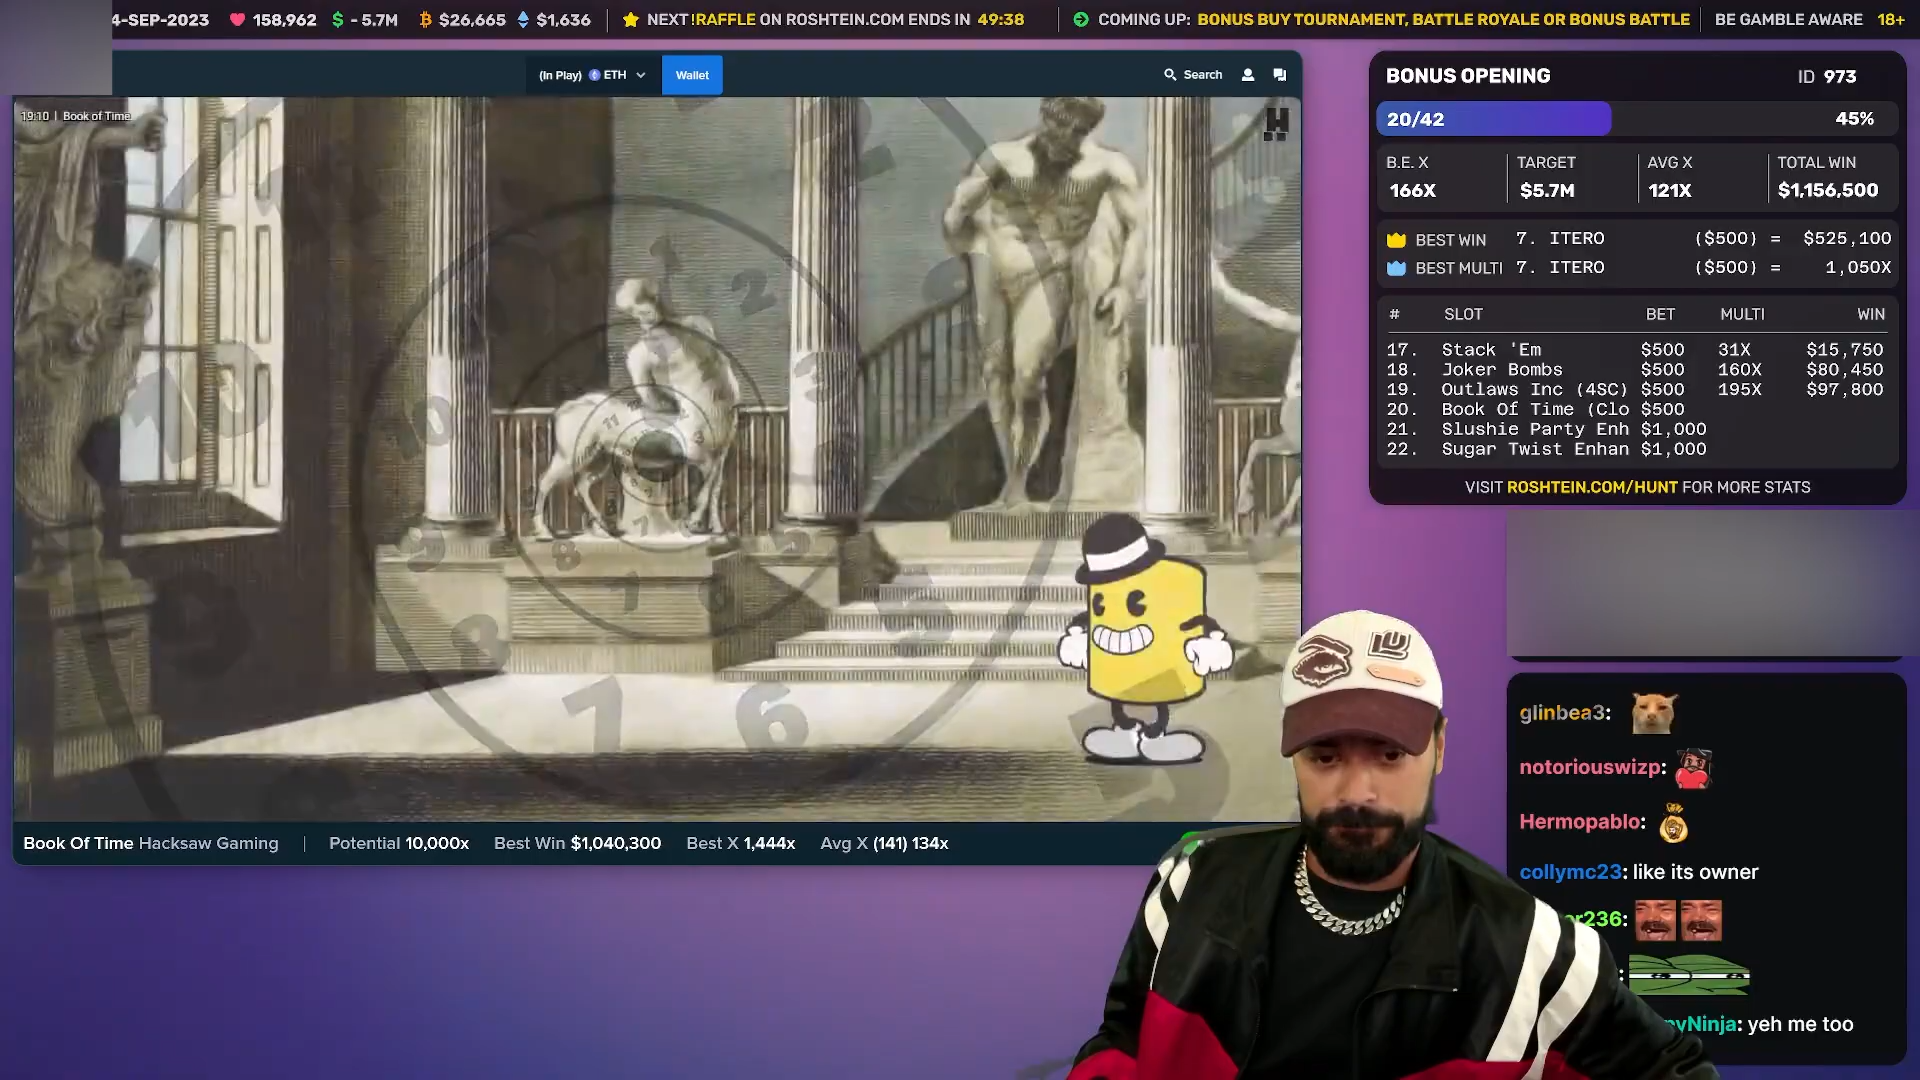 4-SEP-2023 158,962 $ - 5.7M $26,665 $1,636 NEXT !RAFFLE ON ROSHTEIN.COM ENDS IN 49:38 COMING UP: BONUS BUY TOURNAMENT, BATTLE ROYALE OR BONUS BATTLE BE GAMBLE AWARE 18+
(In Play) ETH Wallet Search
19:10 | Book of Time
BONUS OPENING ID 973
20/42 45%
B.E. X TARGET AVG X TOTAL WIN
166X $5.7M 121X $1,156,500
BEST WIN 7. ITERO ($500) = $525,100
BEST MULTI 7. ITERO ($500) = 1,050X
# SLOT BET MULTI WIN
17. Stack 'Em $500 31X $15,750
18. Joker Bombs $500 160X $80,450
19. Outlaws Inc (4SC) $500 195X $97,800
20. Book Of Time (Clo $500
21. Slushie Party Enh $1,000
22. Sugar Twist Enhan $1,000
VISIT ROSHTEIN.COM/HUNT FOR MORE STATS
glinbea3:
notoriouswizp:
Hermopablo:
collymc23: like its owner
r236:
:
yNinja: yeh me too
Book Of Time Hacksaw Gaming | Potential 10,000x Best Win $1,040,300 Best X 1,444x Avg X (141) 134x